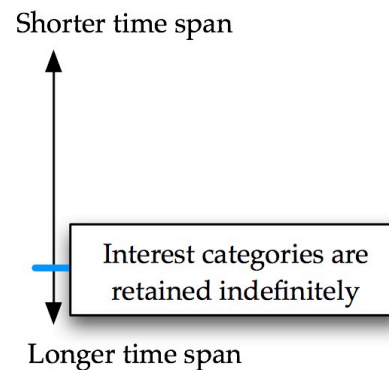 Shorter time span
Interest categories are
retained indefinitely
Longer time span